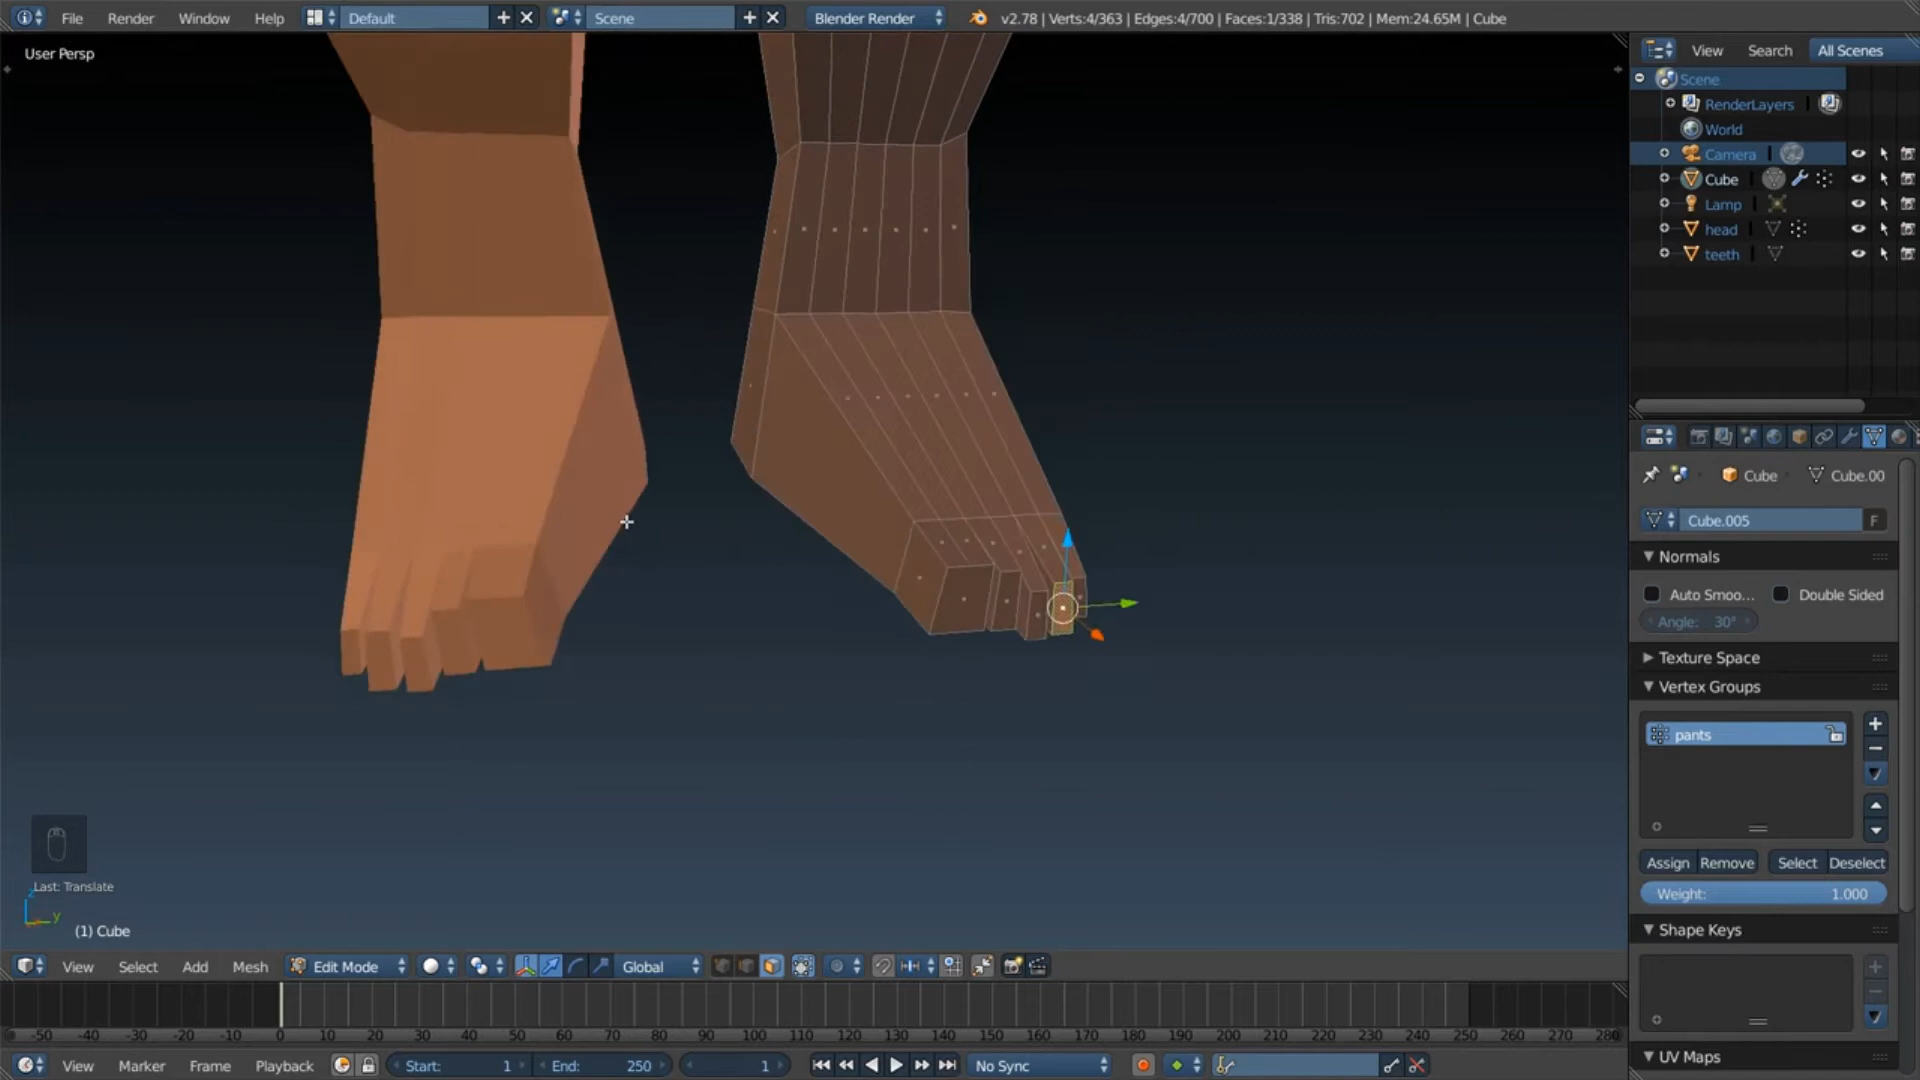 File Render Window Help Default Scene Blender Render v2.78 | Verts:4/363 | Edges:4/700 | Faces:1/338 | Tris:702 | Mem:24.65M | Cube
User Persp
View Search All Scenes
Scene
RenderLayers
World
Camera
Cube
Lamp
head
teeth
Cube Cube.00
Cube.005 F
Normals
Auto Smoo... Double Sided
Angle: 30°
Texture Space
Vertex Groups
pants
Assign Remove Select Deselect
Weight: 1.000
Shape Keys
UV Maps
Last: Translate
z
y
(1) Cube
View Select Add Mesh Edit Mode Global
-50 -40 -30 -20 -10 0 10 20 30 40 50 60 70 80 90 100 110 120 130 140 150 160 170 180 190 200 210 220 230 240 250 260 270 280
View Marker Frame Playback Start: 1 End: 250 1 No Sync